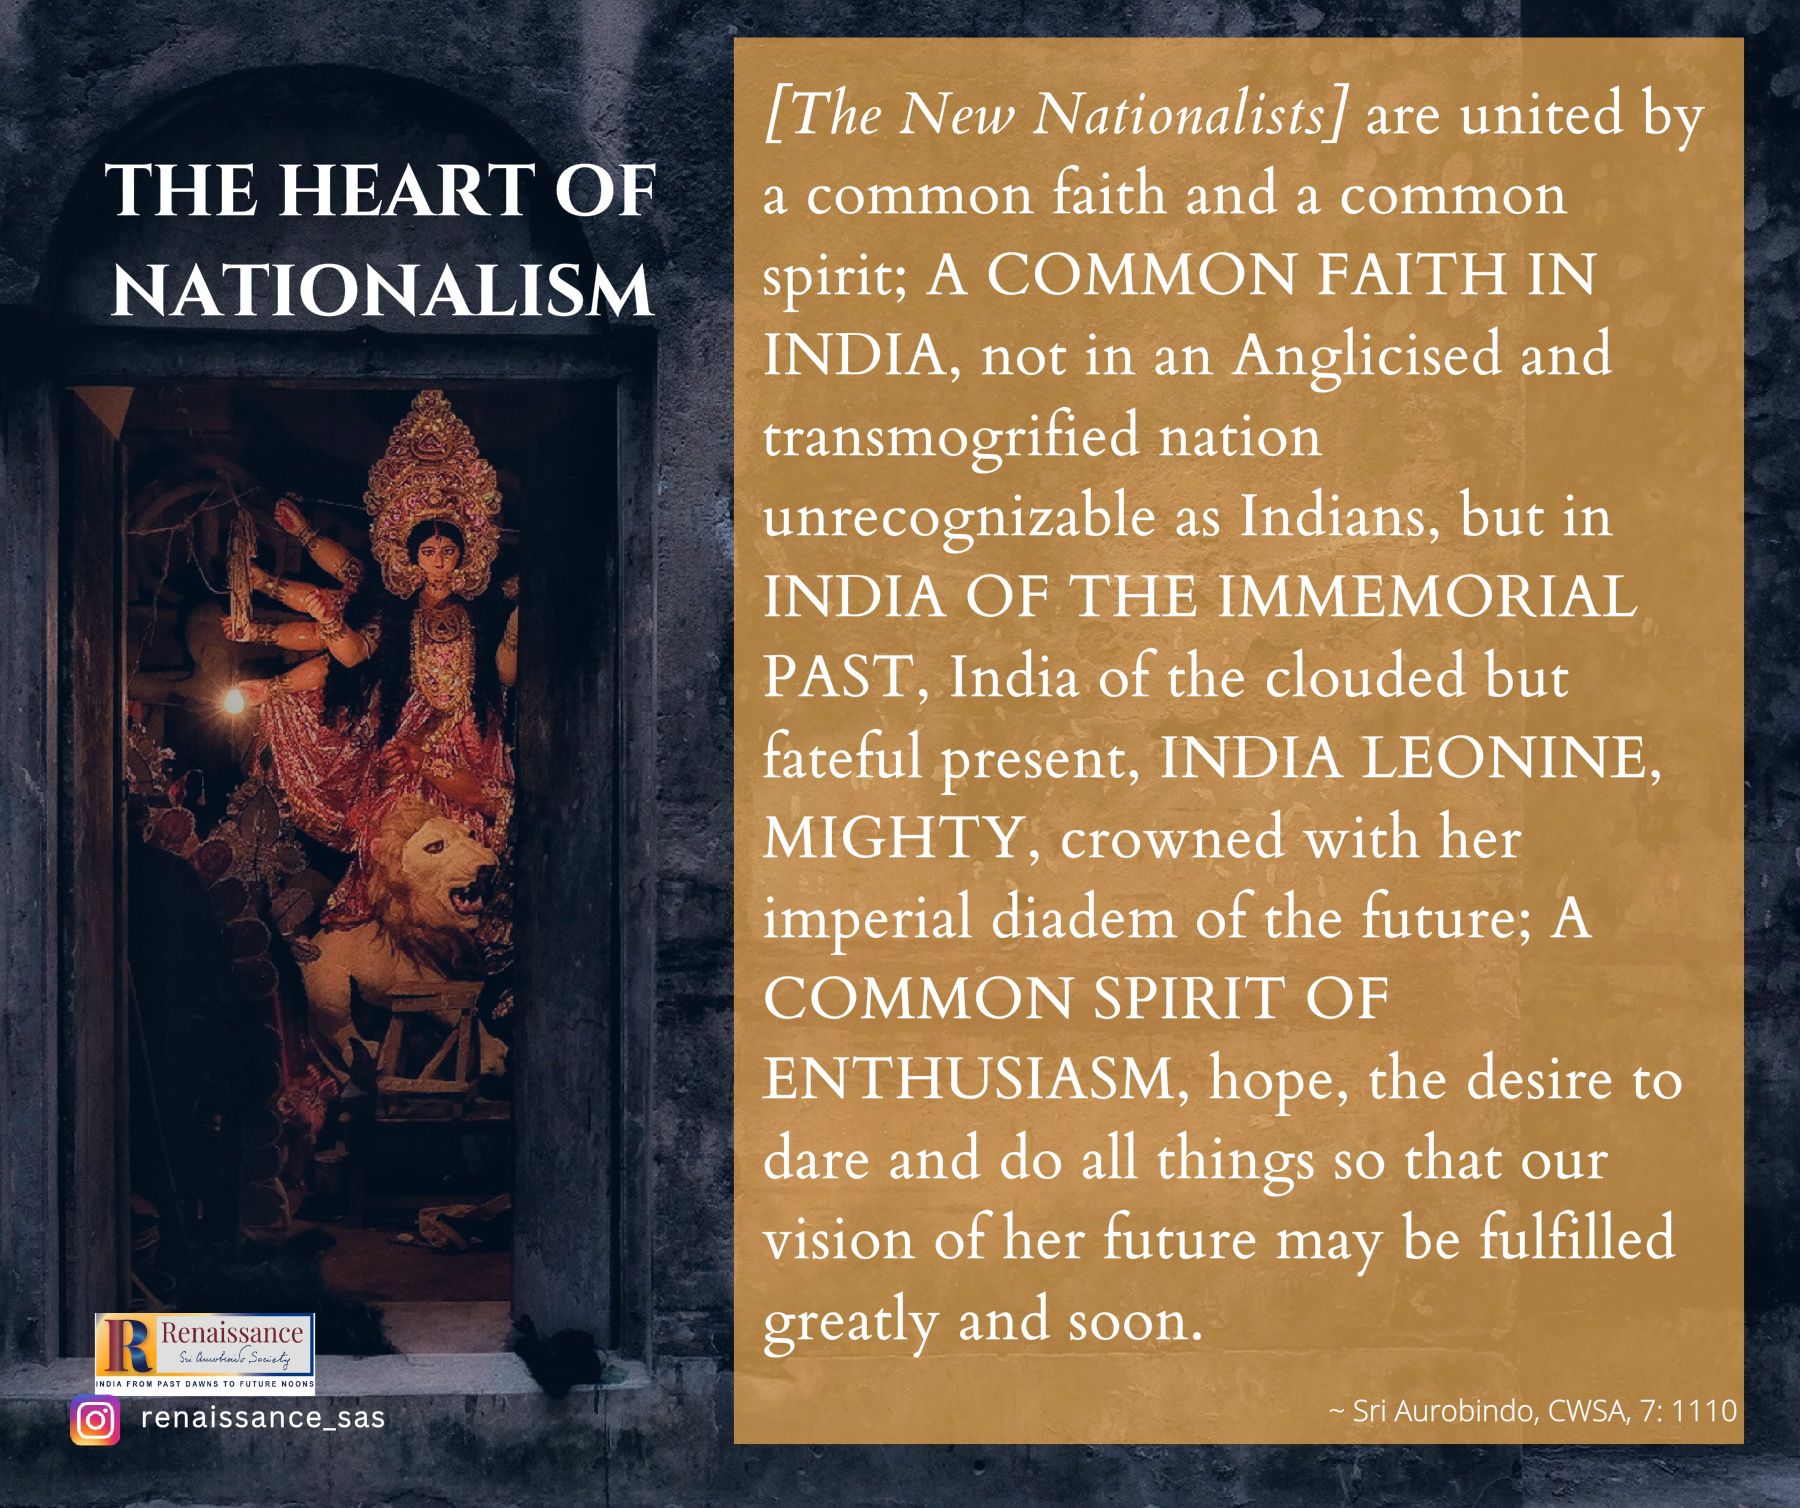 THE HEART OF
NATIONALISM
[The New Nationalists] are united by
a common faith and a common
spirit; A COMMON FAITH IN
INDIA, not in an Anglicised and
transmogrified nation
unrecognizable as Indians, but in
INDIA OF THE IMMEMORIAL
PAST, India of the clouded but
fateful present, INDIA LEONINE,
MIGHTY, crowned with her
imperial diadem of the future; A
COMMON SPIRIT OF
ENTHUSIASM, hope, the desire to
dare and do all things so that our
vision of her future may be fulfilled
greatly and soon.
~ Sri Aurobindo, CWSA, 7: 1110
R Renaissance
Sri Aurobindo Society
INDIA FROM PAST DAWNS TO FUTURE NOONS
renaissance_sas